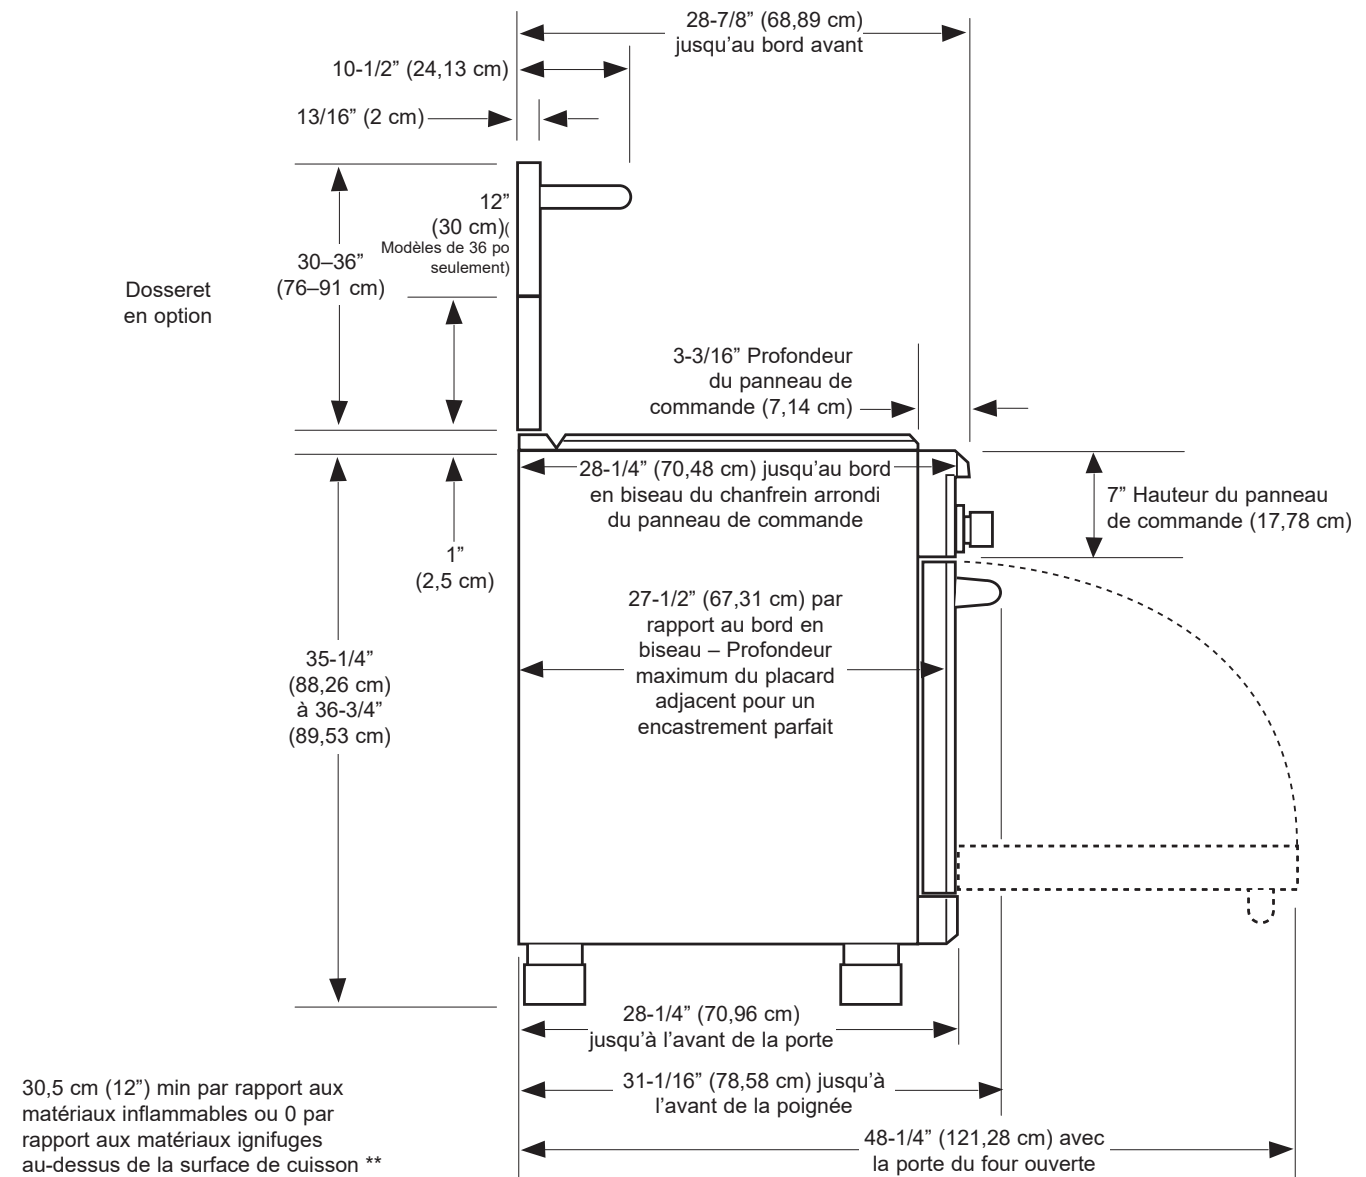 28-7/8” (68,89 cm)
jusqu’au bord avant
10-1/2” (24,13 cm)
13/16” (2 cm)
12”
(30 cm)(
Modèles de 36 po
seulement)
30–36”
(76–91 cm)
Dosseret
en option
3-3/16” Profondeur
du panneau de
commande (7,14 cm)
28-1/4” (70,48 cm) jusqu’au bord
en biseau du chanfrein arrondi
du panneau de commande
7” Hauteur du panneau
de commande (17,78 cm)
1”
(2,5 cm)
27-1/2” (67,31 cm) par
rapport au bord en
biseau – Profondeur
maximum du placard
adjacent pour un
encastrement parfait
35-1/4”
(88,26 cm)
à 36-3/4”
(89,53 cm)
28-1/4” (70,96 cm)
jusqu’à l’avant de la porte
31-1/16” (78,58 cm) jusqu’à
l’avant de la poignée
48-1/4” (121,28 cm) avec
la porte du four ouverte
30,5 cm (12”) min par rapport aux
matériaux inflammables ou 0 par
rapport aux matériaux ignifuges
au-dessus de la surface de cuisson **